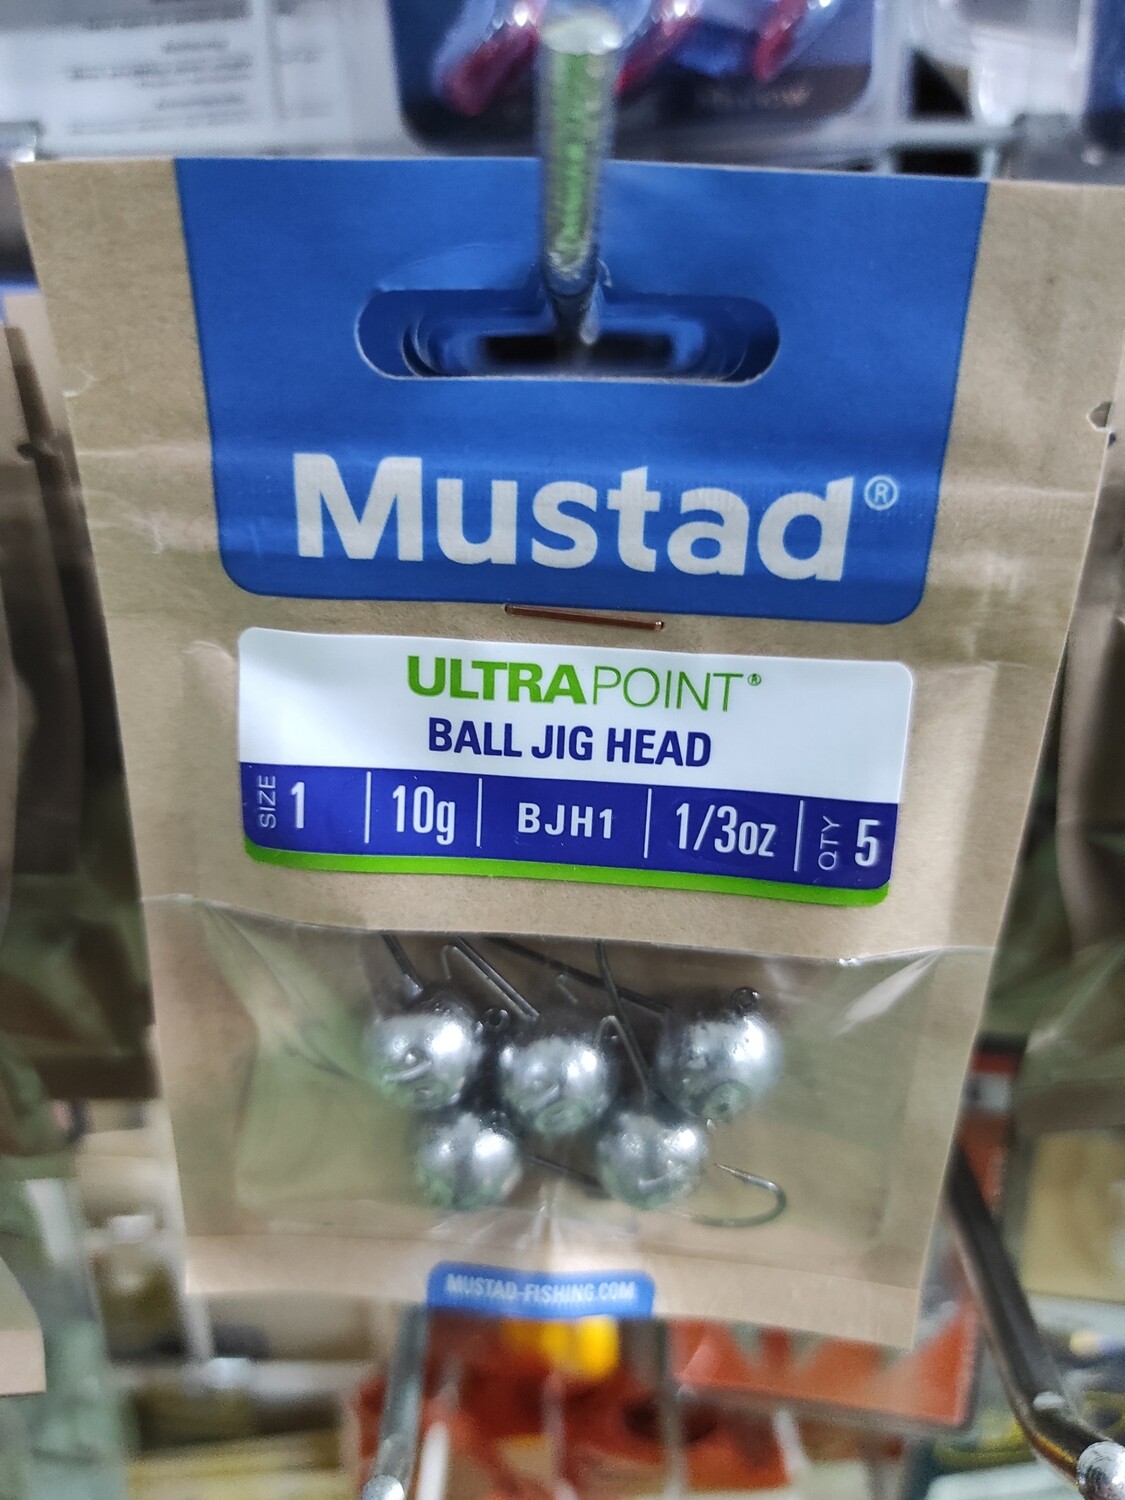 Mustad®
ULTRAPOINT®
BALL JIG HEAD
SIZE 1 | 10g | BJH1 | 1/3oz | QTY 5
MUSTAD-FISHING.COM